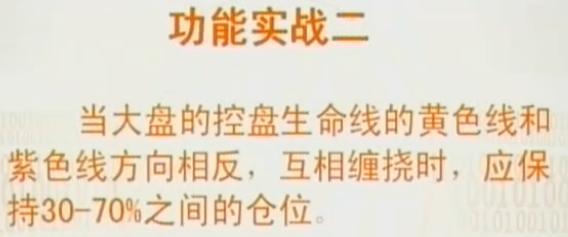 功能实战二
当大盘的控盘生命线的黄色线和
紫色线方向相反，互相缠挠时，应保
持30-70%之间的仓位。